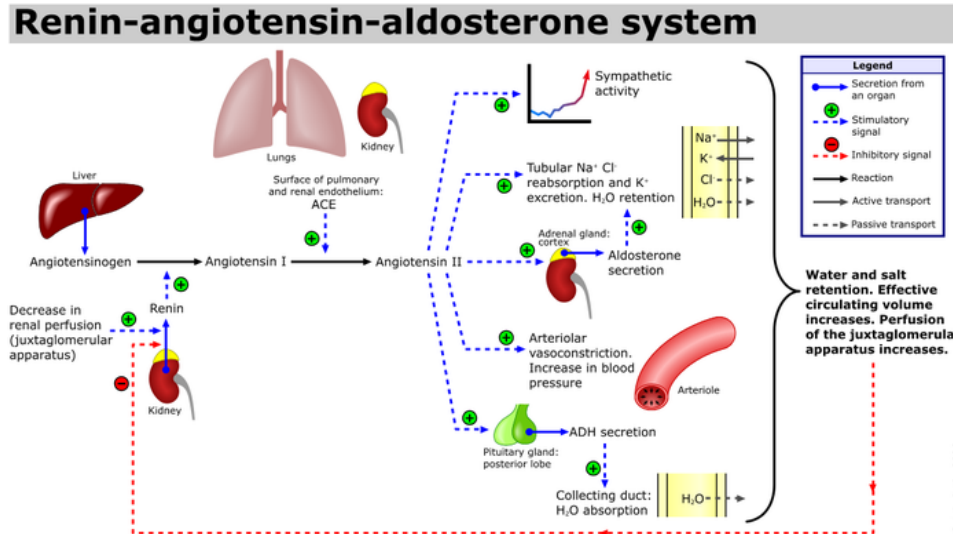 Renin-angiotensin-aldosterone system
Legend
Secretion from
an organ
+
Stimulatory
signal
−
Inhibitory signal
Reaction
Active transport
Passive transport
Lungs
Kidney
Surface of pulmonary
and renal endothelium:
ACE
+
Liver
Angiotensinogen
Angiotensin I
Angiotensin II
+
Renin
Decrease in
renal perfusion
(juxtaglomerular
apparatus)
+
−
Kidney
+
Sympathetic
activity
+
Tubular Na⁺ Cl⁻
reabsorption and K⁺
excretion. H₂O retention
Na⁺
K⁺
Cl⁻
H₂O
+
Adrenal gland:
cortex
+
Aldosterone
secretion
+
Arteriolar
vasoconstriction.
Increase in blood
pressure
Arteriole
+
Pituitary gland:
posterior lobe
ADH secretion
+
Collecting duct:
H₂O absorption
H₂O
Water and salt
retention. Effective
circulating volume
increases. Perfusion
of the juxtaglomerular
apparatus increases.